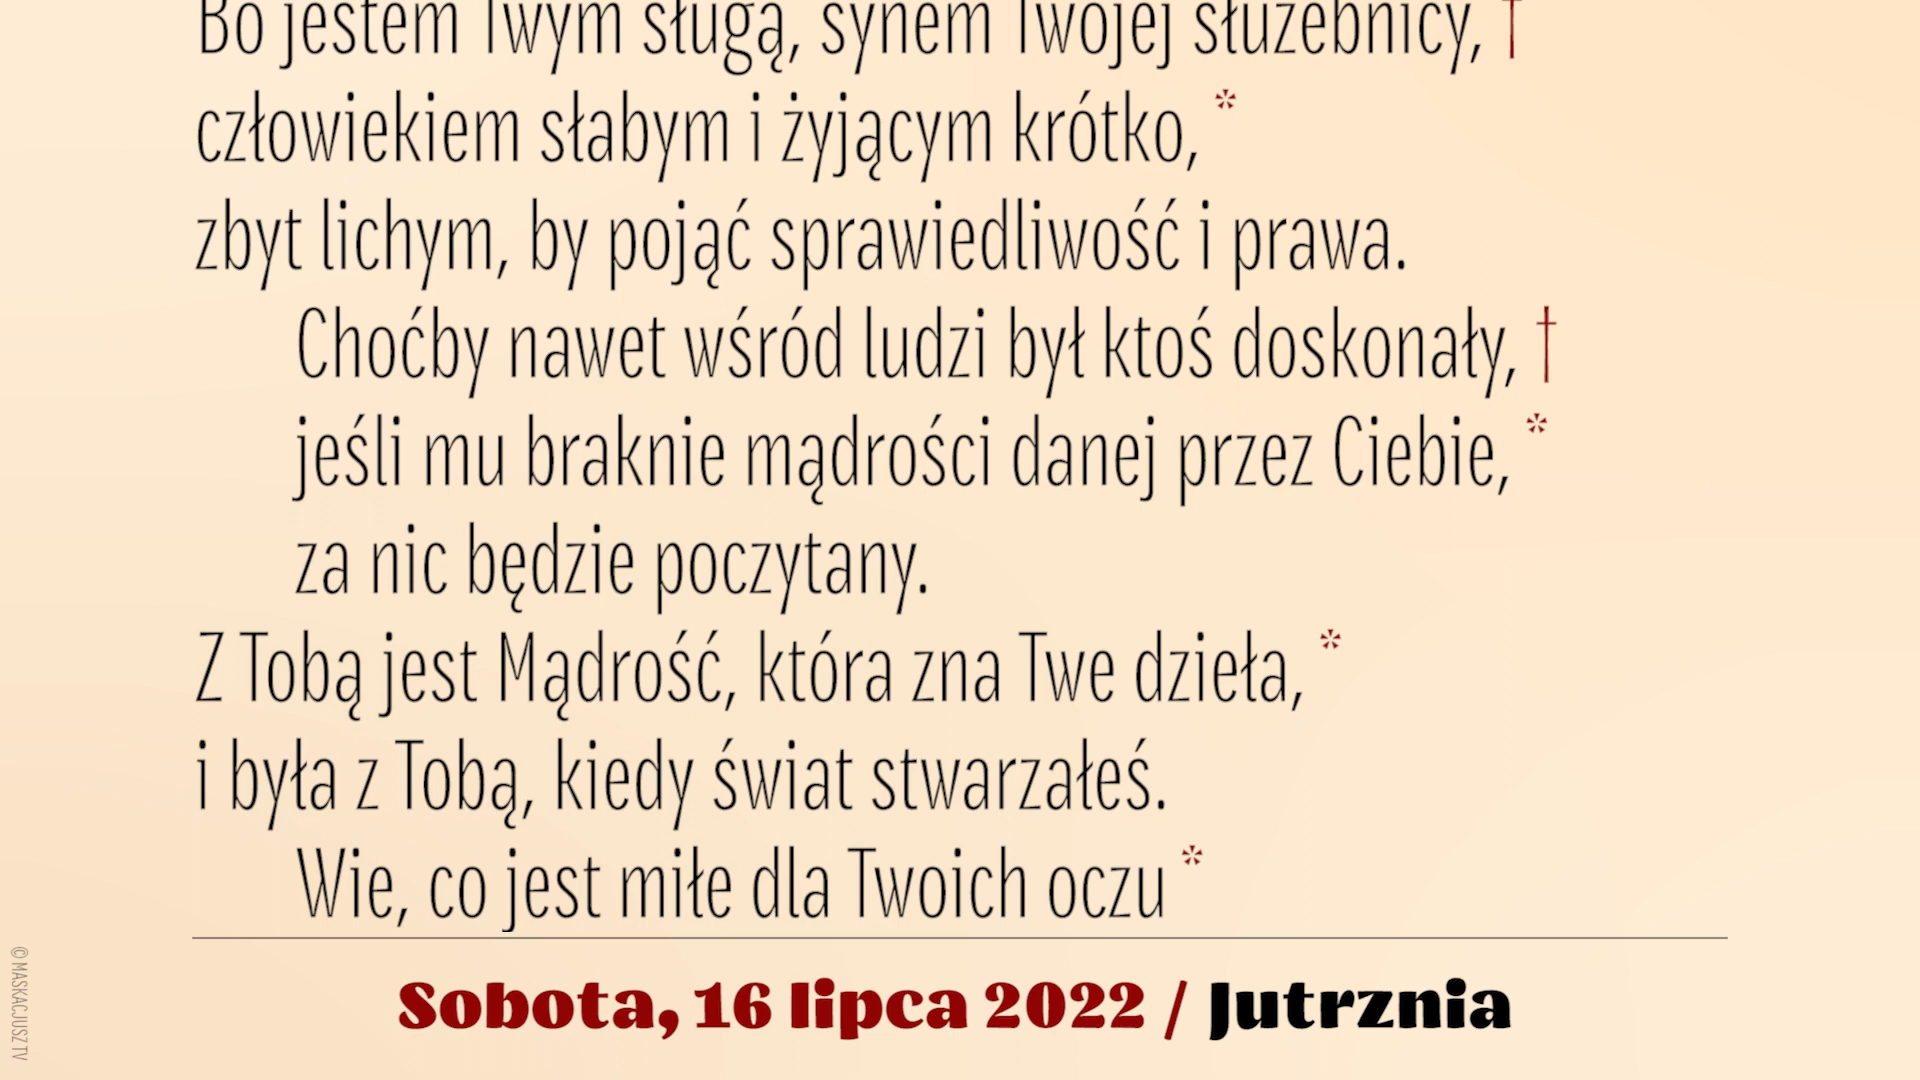 Bo jestem Twym sługą, synem Twojej służebnicy, †
człowiekiem słabym i żyjącym krótko, *
zbyt lichym, by pojąć sprawiedliwość i prawa.
Choćby nawet wśród ludzi był ktoś doskonały, †
jeśli mu braknie mądrości danej przez Ciebie, *
za nic będzie poczytany.
Z Tobą jest Mądrość, która zna Twe dzieła, *
i była z Tobą, kiedy świat stwarzałeś.
Wie, co jest miłe dla Twoich oczu *
Sobota, 16 lipca 2022 / Jutrznia
© MASKACJUSZ TV